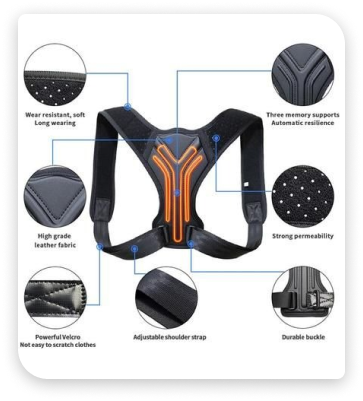 Wear resistant, soft
Long wearing
Three memory supports
Automatic resilience
High grade
leather fabric
Strong permeability
Powerful Velcro
Not easy to scratch clothes
Adjustable shoulder strap
Durable buckle